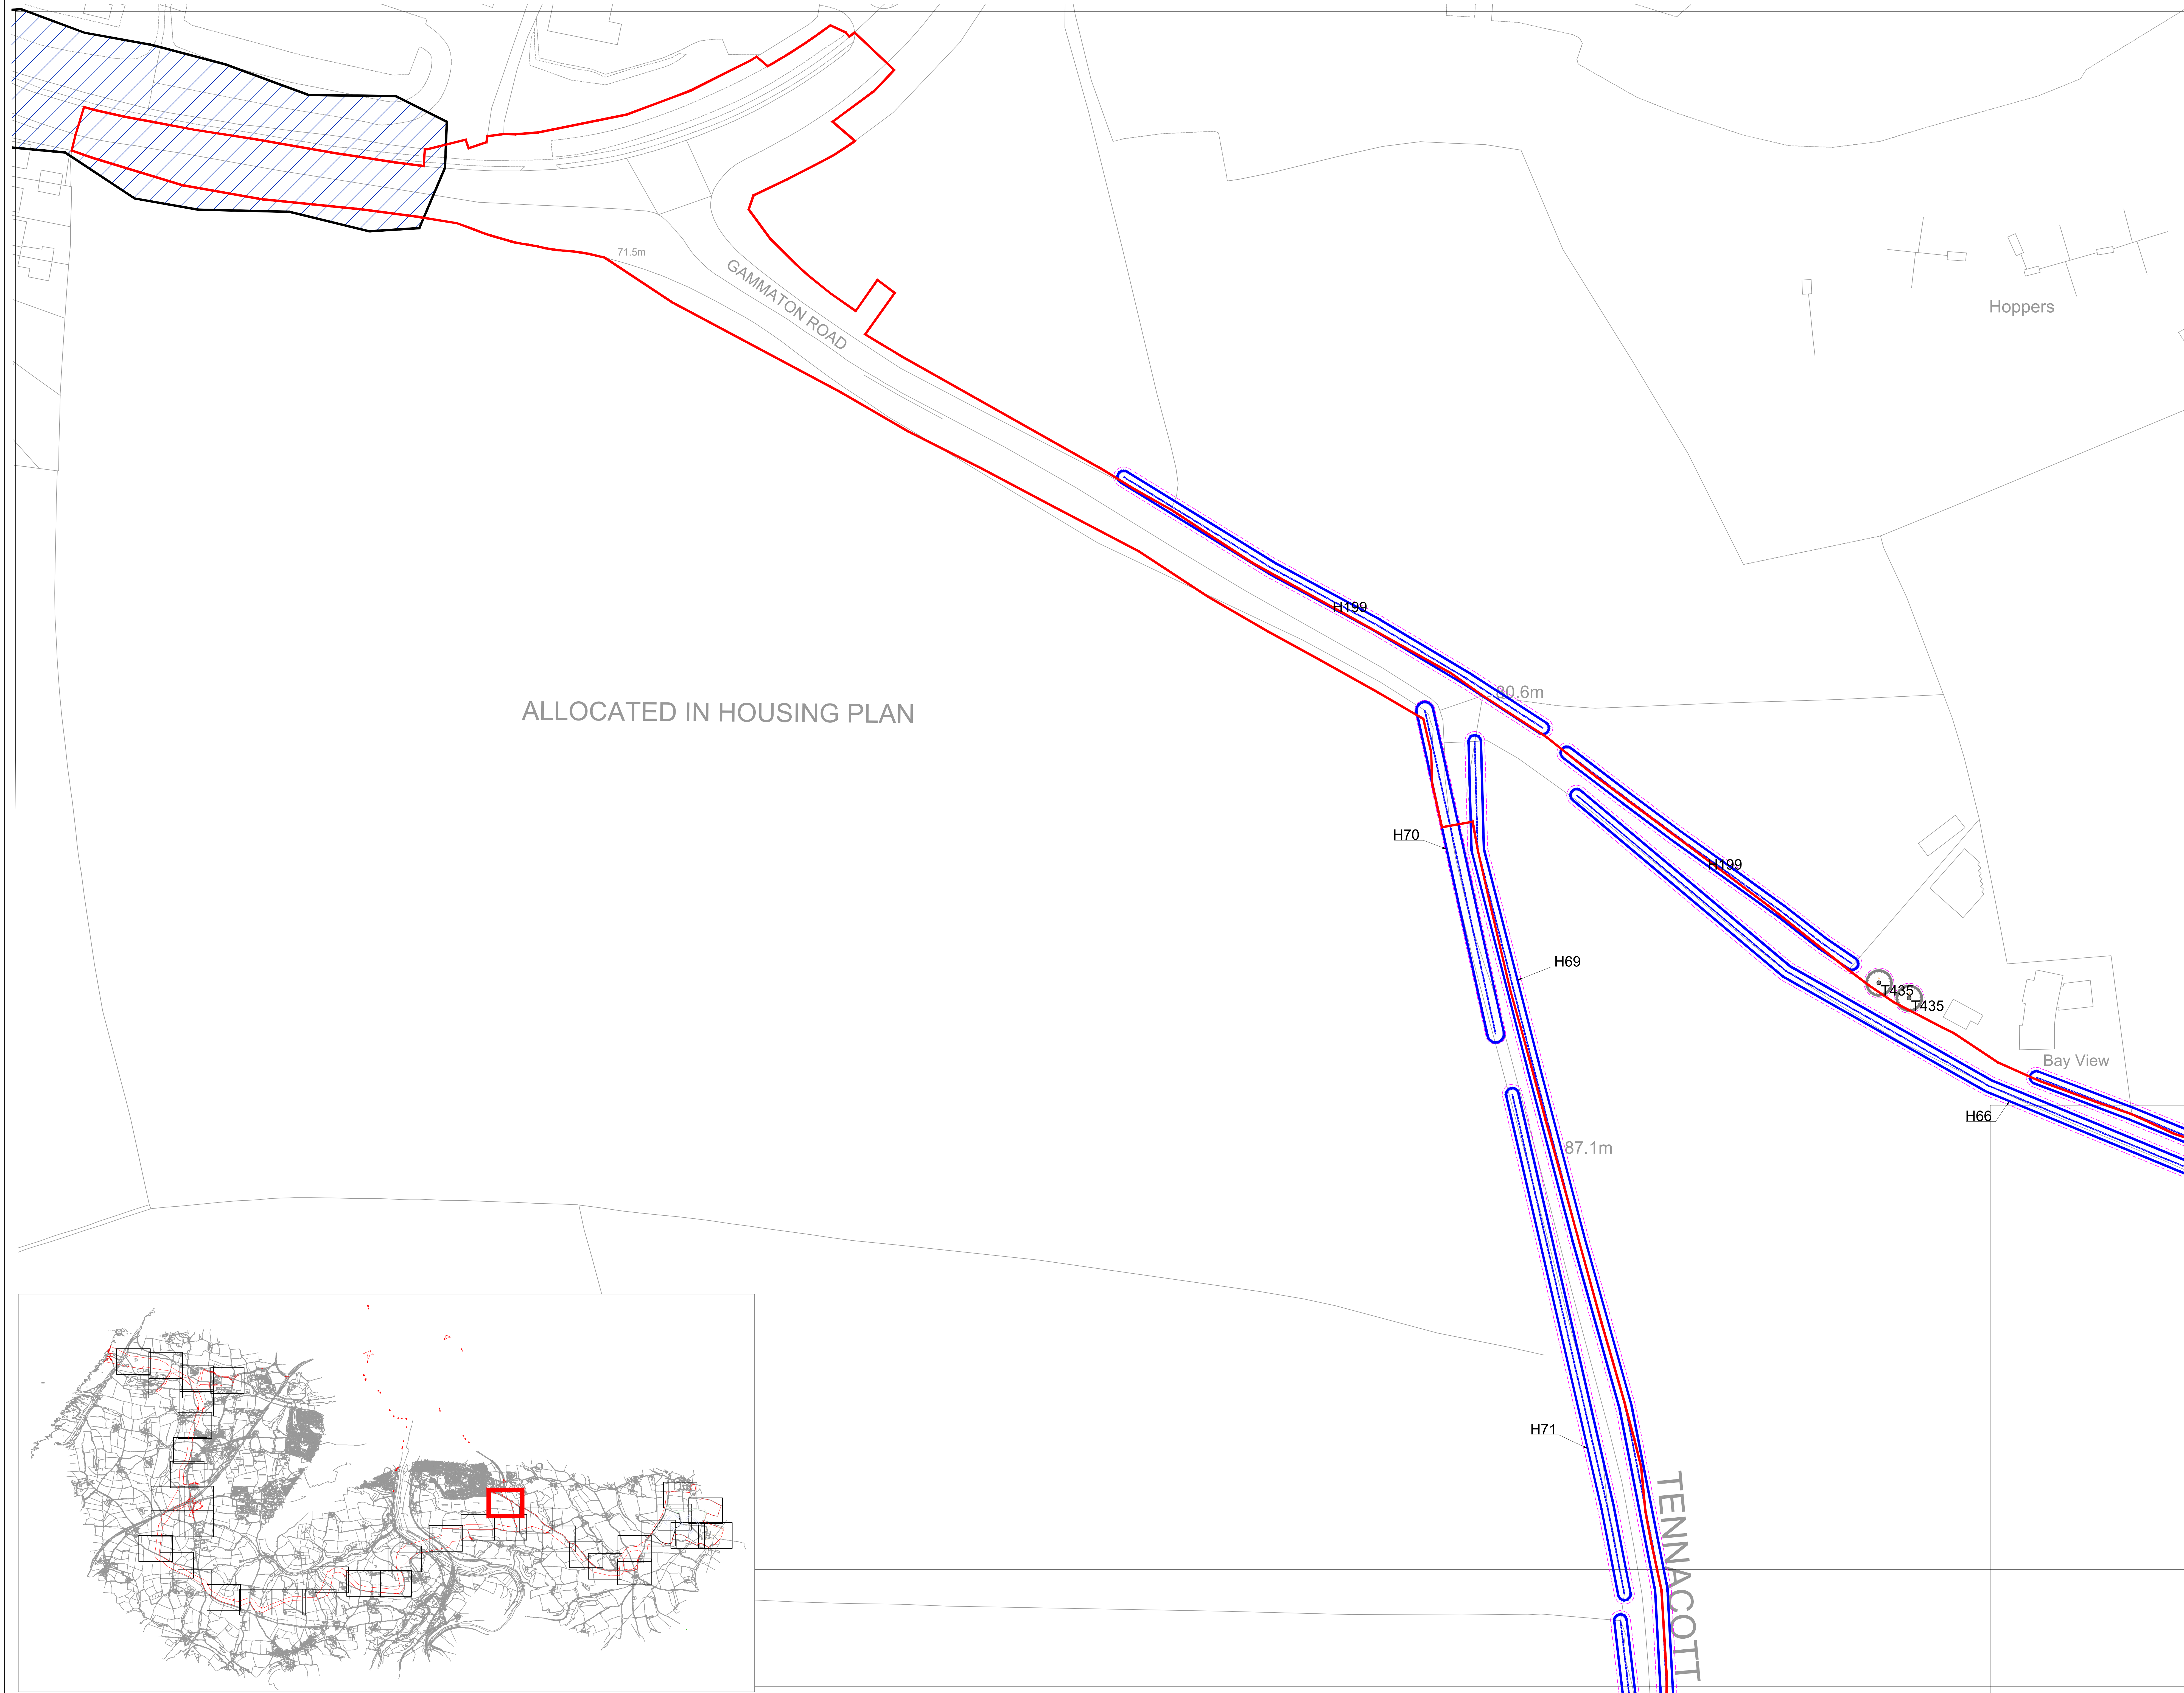 71.5m
GAMMATON ROAD
Hoppers
H199
80.6m
ALLOCATED IN HOUSING PLAN
H70
H199
H69
T435
T435
Bay View
H66
87.1m
H71
TENNACOTT